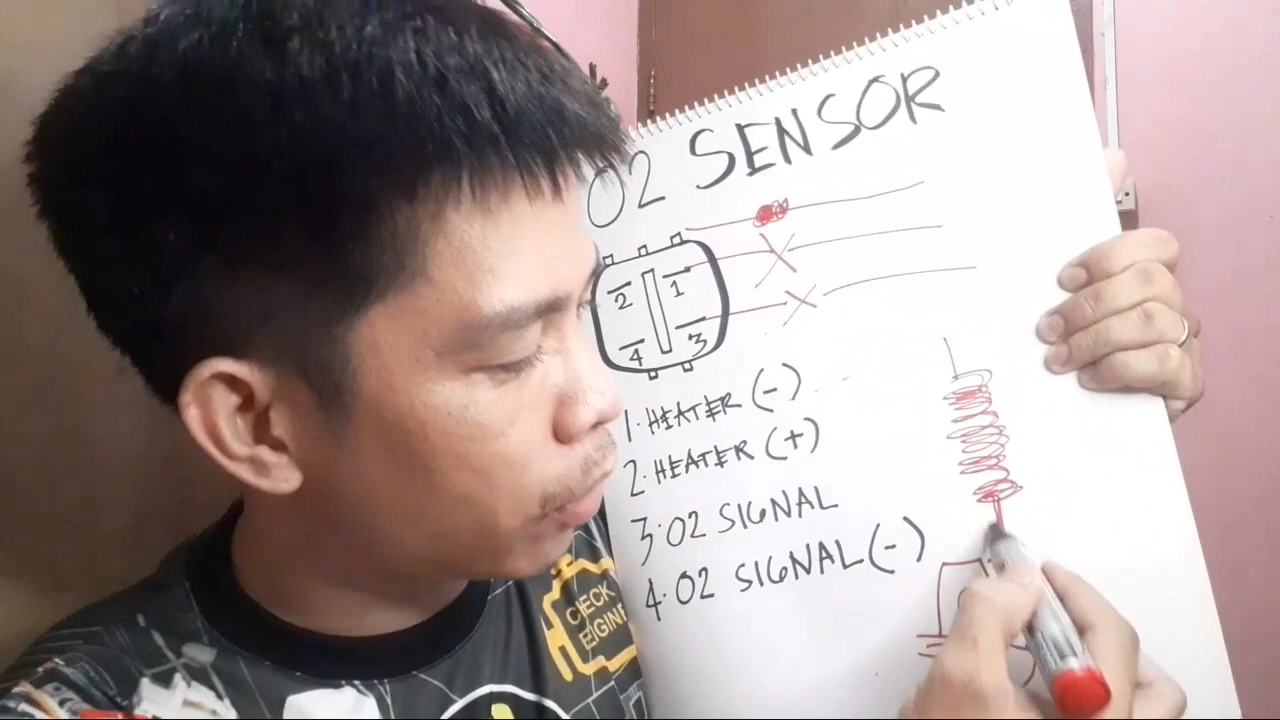 O2 SENSOR
2 1
4 3
1. HEATER (-)
2. HEATER (+)
3. O2 SIGNAL
4. O2 SIGNAL (-)
CHECK
ENGINE